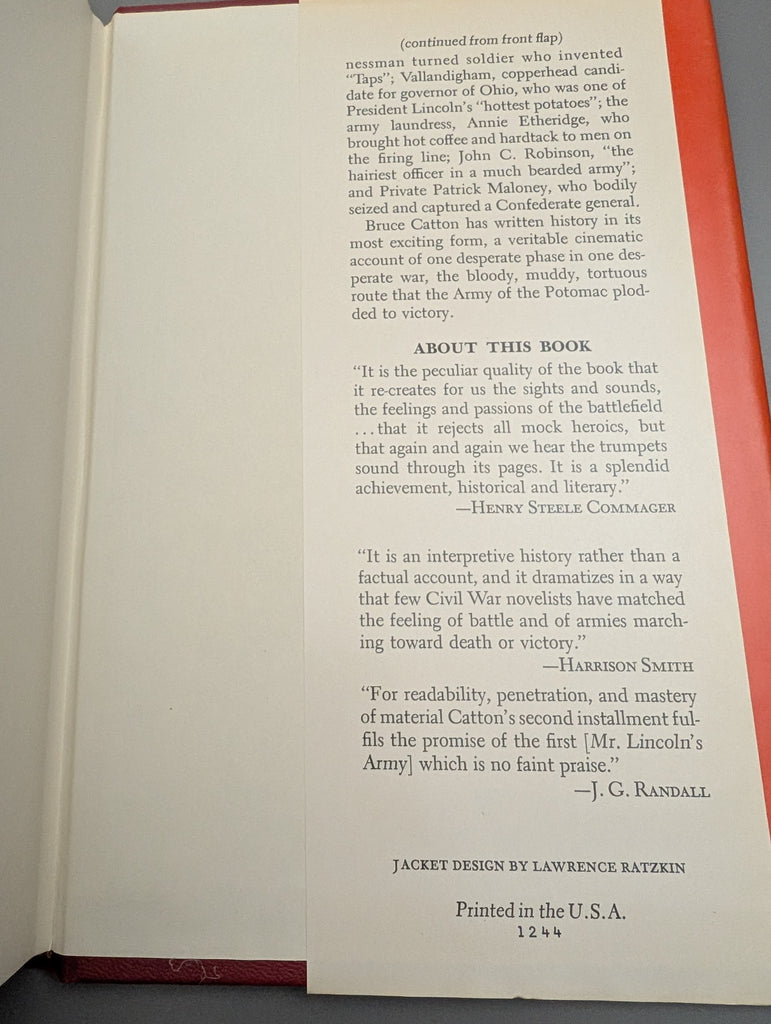 (continued from front flap)
nessman turned soldier who invented
“Taps”; Vallandigham, copperhead candi-
date for governor of Ohio, who was one of
President Lincoln’s “hottest potatoes”; the
army laundress, Annie Etheridge, who
brought hot coffee and hardtack to men on
the firing line; John C. Robinson, “the
hairiest officer in a much bearded army”;
and Private Patrick Maloney, who bodily
seized and captured a Confederate general.
Bruce Catton has written history in its
most exciting form, a veritable cinematic
account of one desperate phase in one des-
perate war, the bloody, muddy, tortuous
route that the Army of the Potomac plod-
ded to victory.
ABOUT THIS BOOK
“It is the peculiar quality of the book that
it re-creates for us the sights and sounds,
the feelings and passions of the battlefield
...that it rejects all mock heroics, but
that again and again we hear the trumpets
sound through its pages. It is a splendid
achievement, historical and literary.”
—HENRY STEELE COMMAGER
“It is an interpretive history rather than a
factual account, and it dramatizes in a way
that few Civil War novelists have matched
the feeling of battle and of armies march-
ing toward death or victory.”
—HARRISON SMITH
“For readability, penetration, and mastery
of material Catton’s second installment ful-
fils the promise of the first [Mr. Lincoln’s
Army] which is no faint praise.”
—J. G. RANDALL
JACKET DESIGN BY LAWRENCE RATZKIN
Printed in the U.S.A.
1244